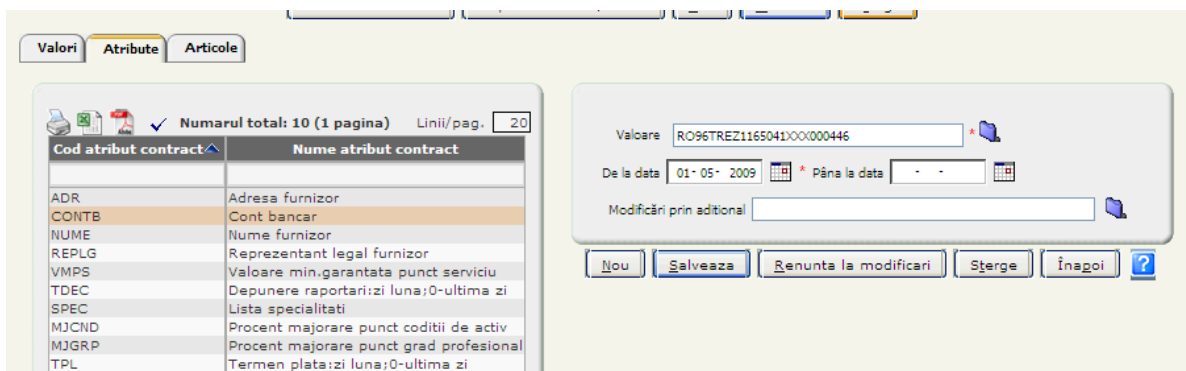 Valori Atribute Articole
Numarul total: 10 (1 pagina) Linii/pag. 20
Cod atribut contract Nume atribut contract
ADR Adresa furnizor
CONTB Cont bancar
NUME Nume furnizor
REPLG Reprezentant legal furnizor
VMPS Valoare min.garantata punct serviciu
TDEC Depunere raportari:zi luna;0-ultima zi
SPEC Lista specialitati
MJCND Procent majorare punct coditii de activ
MJGRP Procent majorare punct grad profesional
TPL Termen plata:zi luna;0-ultima zi
Valoare RO96TREZ1165041XXX000446 *
De la data 01- 05- 2009 * Pâna la data - -
Modificări prin aditional
Nou Salveaza Renunta la modificari Sterge Înapoi ?